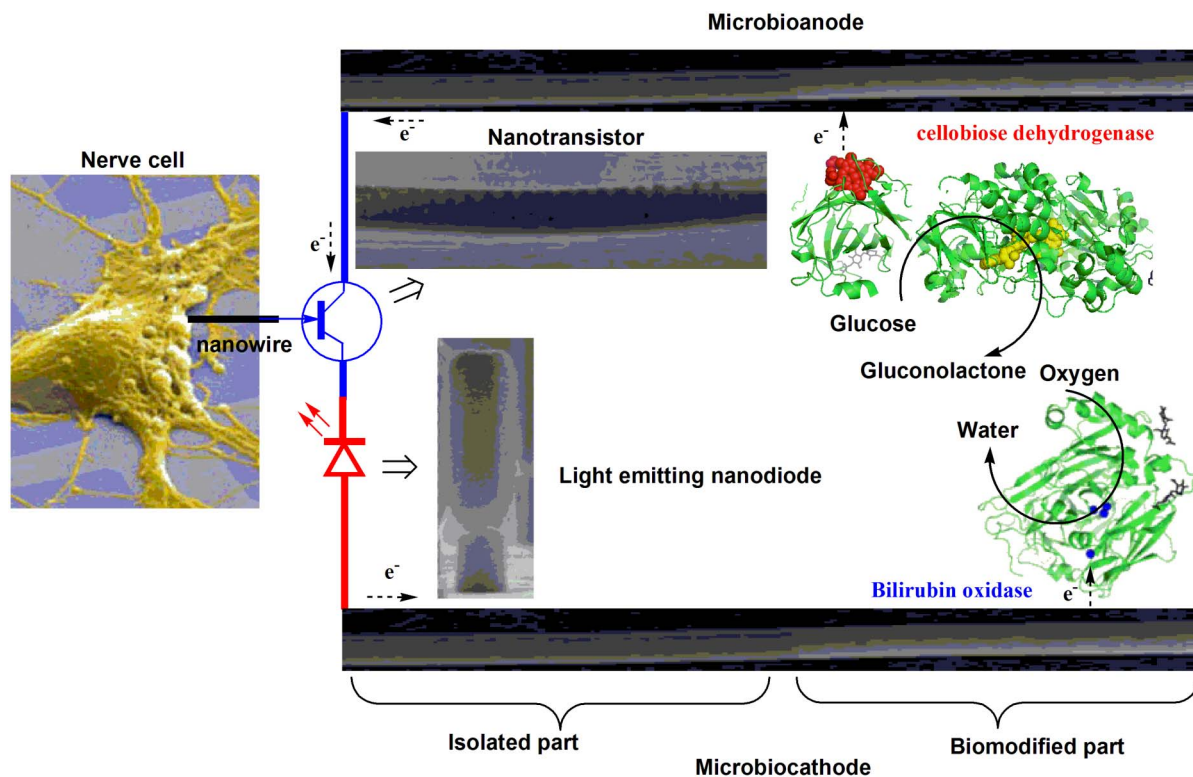 Microbioanode
e-
e-
cellobiose dehydrogenase
Nanotransistor
Nerve cell
e-
nanowire
Glucose
Gluconolactone
Oxygen
Water
Light emitting nanodiode
e-
Bilirubin oxidase
e-
Isolated part
Biomodified part
Microbiocathode